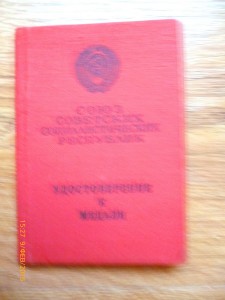 СОЮЗ
СОВЕТСКИХ
СОЦИАЛИСТИЧЕСКИХ
РЕСПУБЛИК
УДОСТОВЕРЕНИЕ
К
МЕДАЛИ